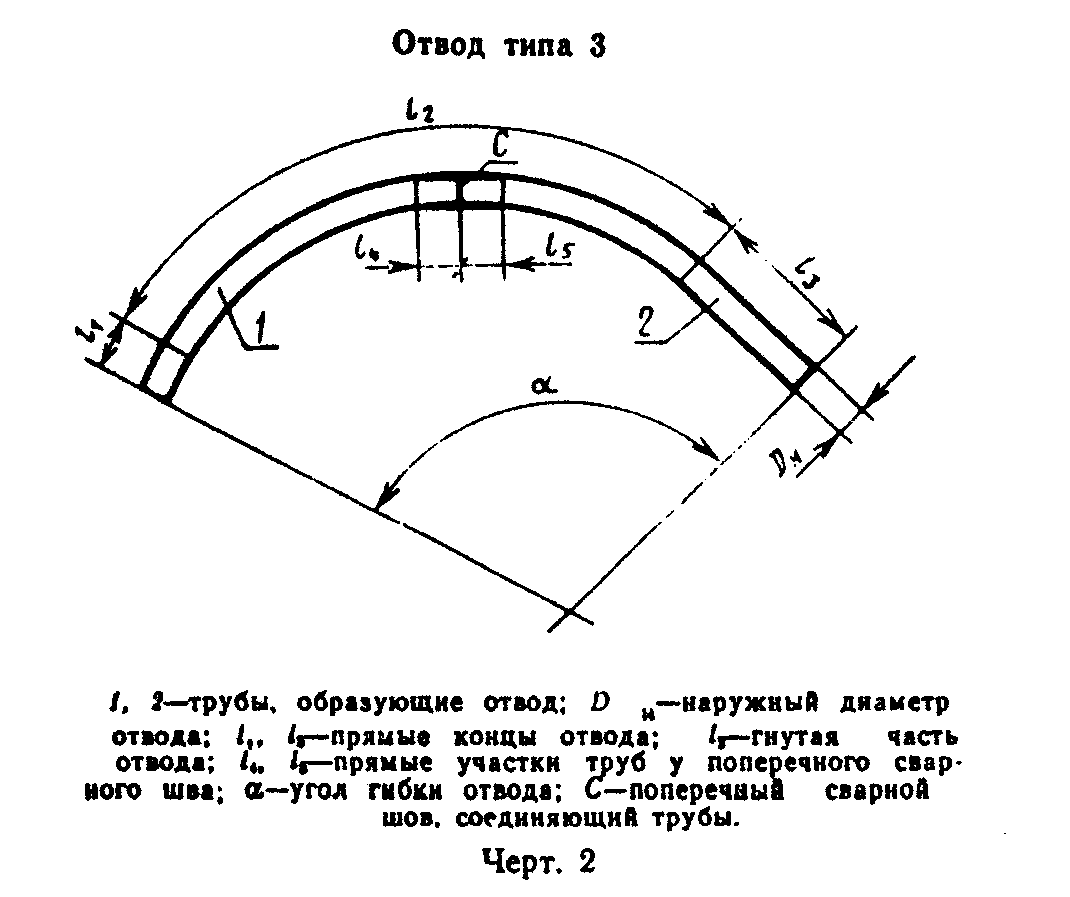 Отвод типа 3
l₂
C
l₄
l₅
l₃
l₁
1
2
α
Dн
1, 2—трубы, образующие отвод; D н—наружный диаметр
отвода; l₁, l₃—прямые концы отвода; l₂—гнутая часть
отвода; l₄, l₅—прямые участки труб у поперечного свар-
ного шва; α—угол гибки отвода; С—поперечный сварной
шов, соединяющий трубы.
Черт. 2